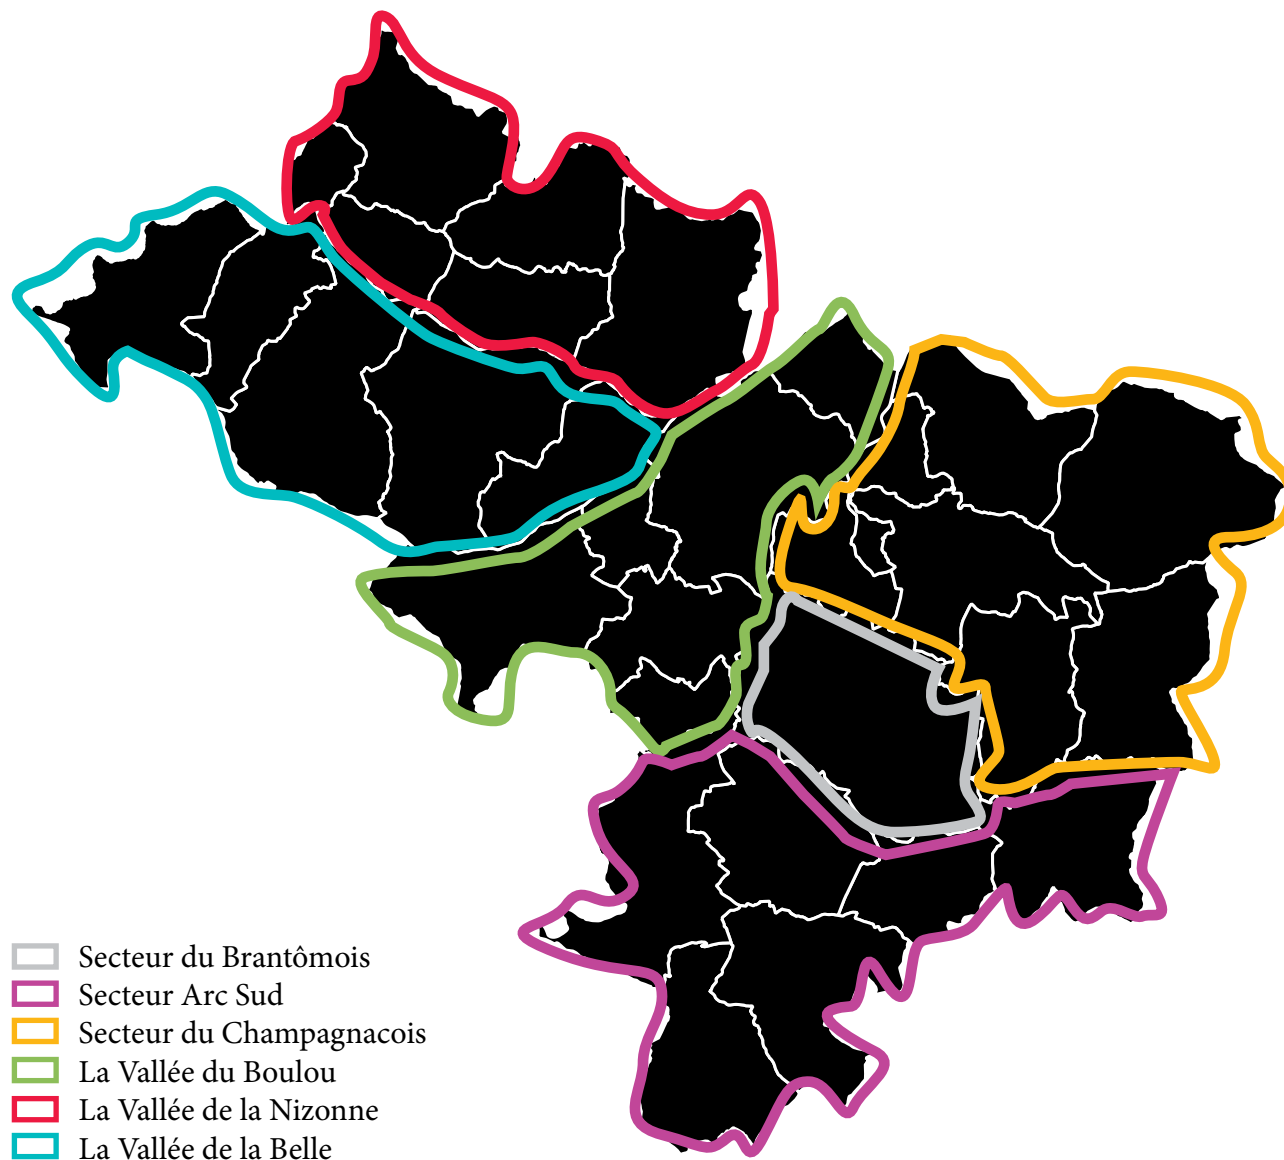 Secteur du Brantômois
Secteur Arc Sud
Secteur du Champagnacois
La Vallée du Boulou
La Vallée de la Nizonne
La Vallée de la Belle